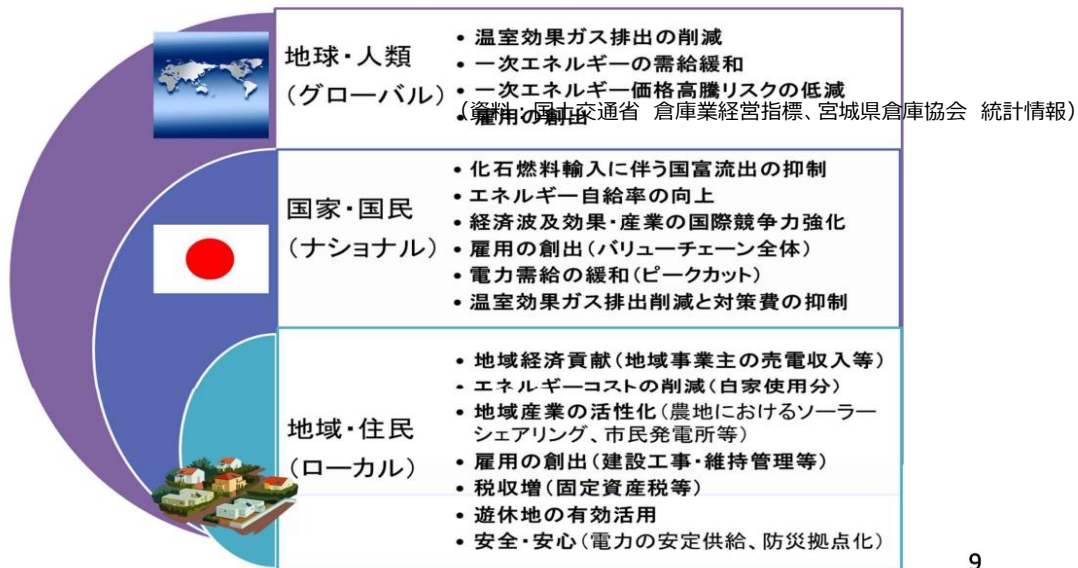 地球・人類
(グローバル)
• 温室効果ガス排出の削減
• 一次エネルギーの需給緩和
• 一次エネルギー価格高騰リスクの低減
• 雇用の創出
(資料：国土交通省 倉庫業経営指標、宮城県倉庫協会 統計情報)
国家・国民
(ナショナル)
• 化石燃料輸入に伴う国富流出の抑制
• エネルギー自給率の向上
• 経済波及効果・産業の国際競争力強化
• 雇用の創出(バリューチェーン全体)
• 電力需給の緩和(ピークカット)
• 温室効果ガス排出削減と対策費の抑制
地域・住民
(ローカル)
• 地域経済貢献(地域事業主の売電収入等)
• エネルギーコストの削減(自家使用分)
• 地域産業の活性化(農地におけるソーラー
シェアリング、市民発電所等)
• 雇用の創出(建設工事・維持管理等)
• 税収増(固定資産税等)
• 遊休地の有効活用
• 安全・安心(電力の安定供給、防災拠点化)
9